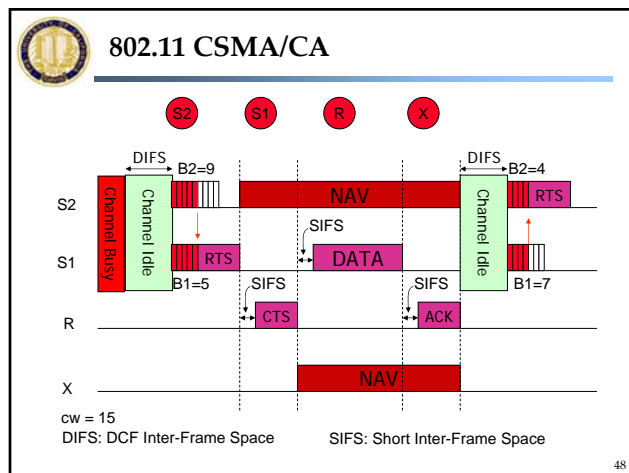 802.11 CSMA/CA
S2 S1 R X
DIFS B2=9 DIFS B2=4
S2 Channel Busy Channel Idle NAV Channel Idle RTS
SIFS
S1 RTS DATA
B1=5 SIFS SIFS B1=7
R CTS ACK
X NAV
cw = 15
DIFS: DCF Inter-Frame Space SIFS: Short Inter-Frame Space
48